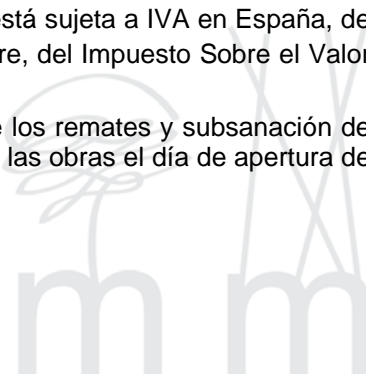 está sujeta a IVA en España, de
re, del Impuesto Sobre el Valor
los remates y subsanación de
las obras el día de apertura de
m m